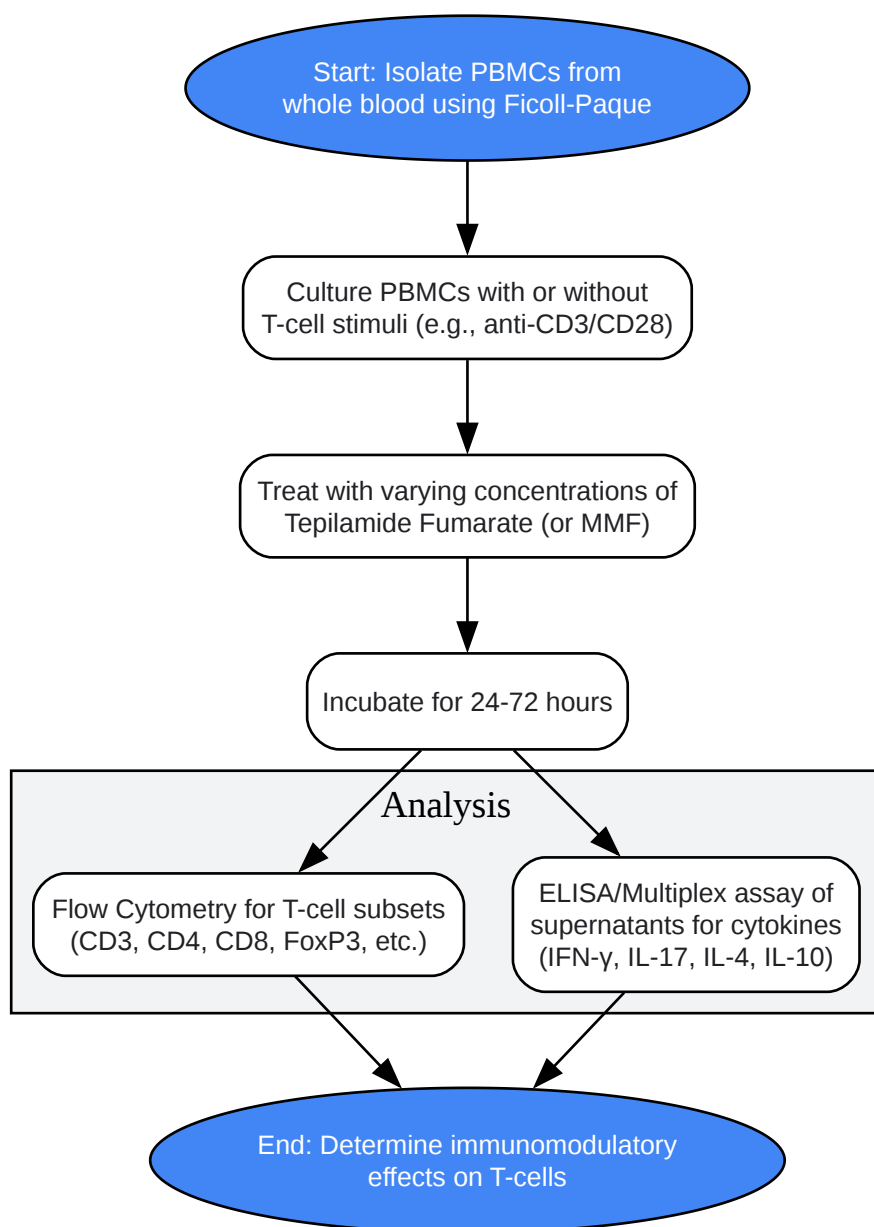 Start: Isolate PBMCs from
whole blood using Ficoll-Paque
Culture PBMCs with or without
T-cell stimuli (e.g., anti-CD3/CD28)
Treat with varying concentrations of
Tepilamide Fumarate (or MMF)
Incubate for 24-72 hours
Analysis
Flow Cytometry for T-cell subsets
(CD3, CD4, CD8, FoxP3, etc.)
ELISA/Multiplex assay of
supernatants for cytokines
(IFN-γ, IL-17, IL-4, IL-10)
End: Determine immunomodulatory
effects on T-cells